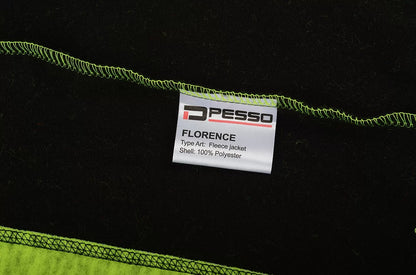 PESSO
FLORENCE
Type Art: Fleece jacket
Shell: 100% Polyester